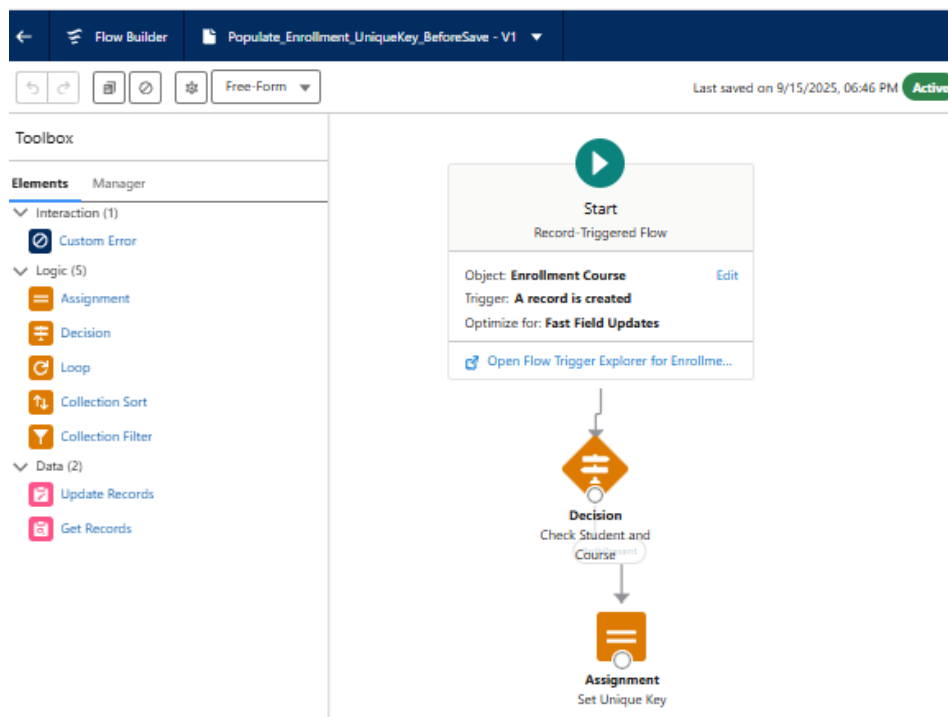 Flow Builder
Populate_Enrollment_UniqueKey_BeforeSave - V1
Free-Form
Last saved on 9/15/2025, 06:46 PM
Active
Toolbox
Elements
Manager
Interaction (1)
Custom Error
Logic (5)
Assignment
Decision
Loop
Collection Sort
Collection Filter
Data (2)
Update Records
Get Records
Start
Record-Triggered Flow
Object: Enrollment Course
Edit
Trigger: A record is created
Optimize for: Fast Field Updates
Open Flow Trigger Explorer for Enrollme...
Decision
Check Student and
Course
Assignment
Set Unique Key